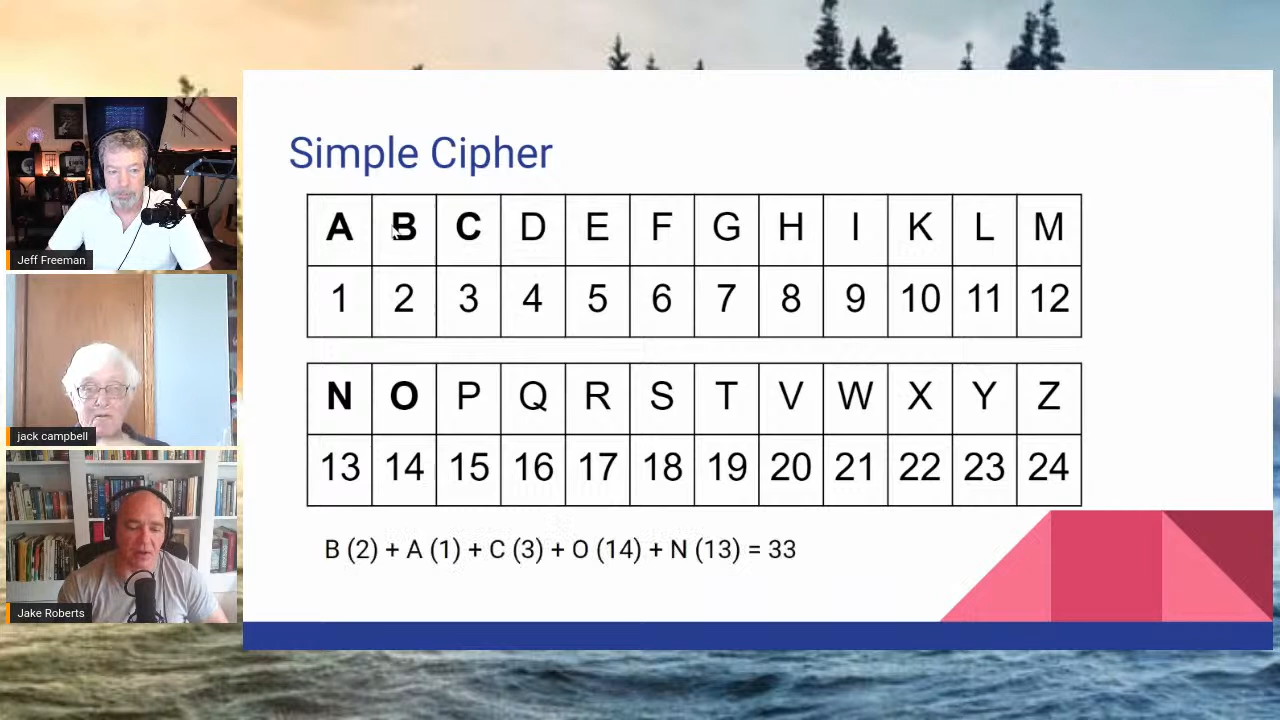 Simple Cipher
A B C D E F G H I K L M
1 2 3 4 5 6 7 8 9 10 11 12
N O P Q R S T V W X Y Z
13 14 15 16 17 18 19 20 21 22 23 24
B (2) + A (1) + C (3) + O (14) + N (13) = 33
Jeff Freeman
jack campbell
Jake Roberts